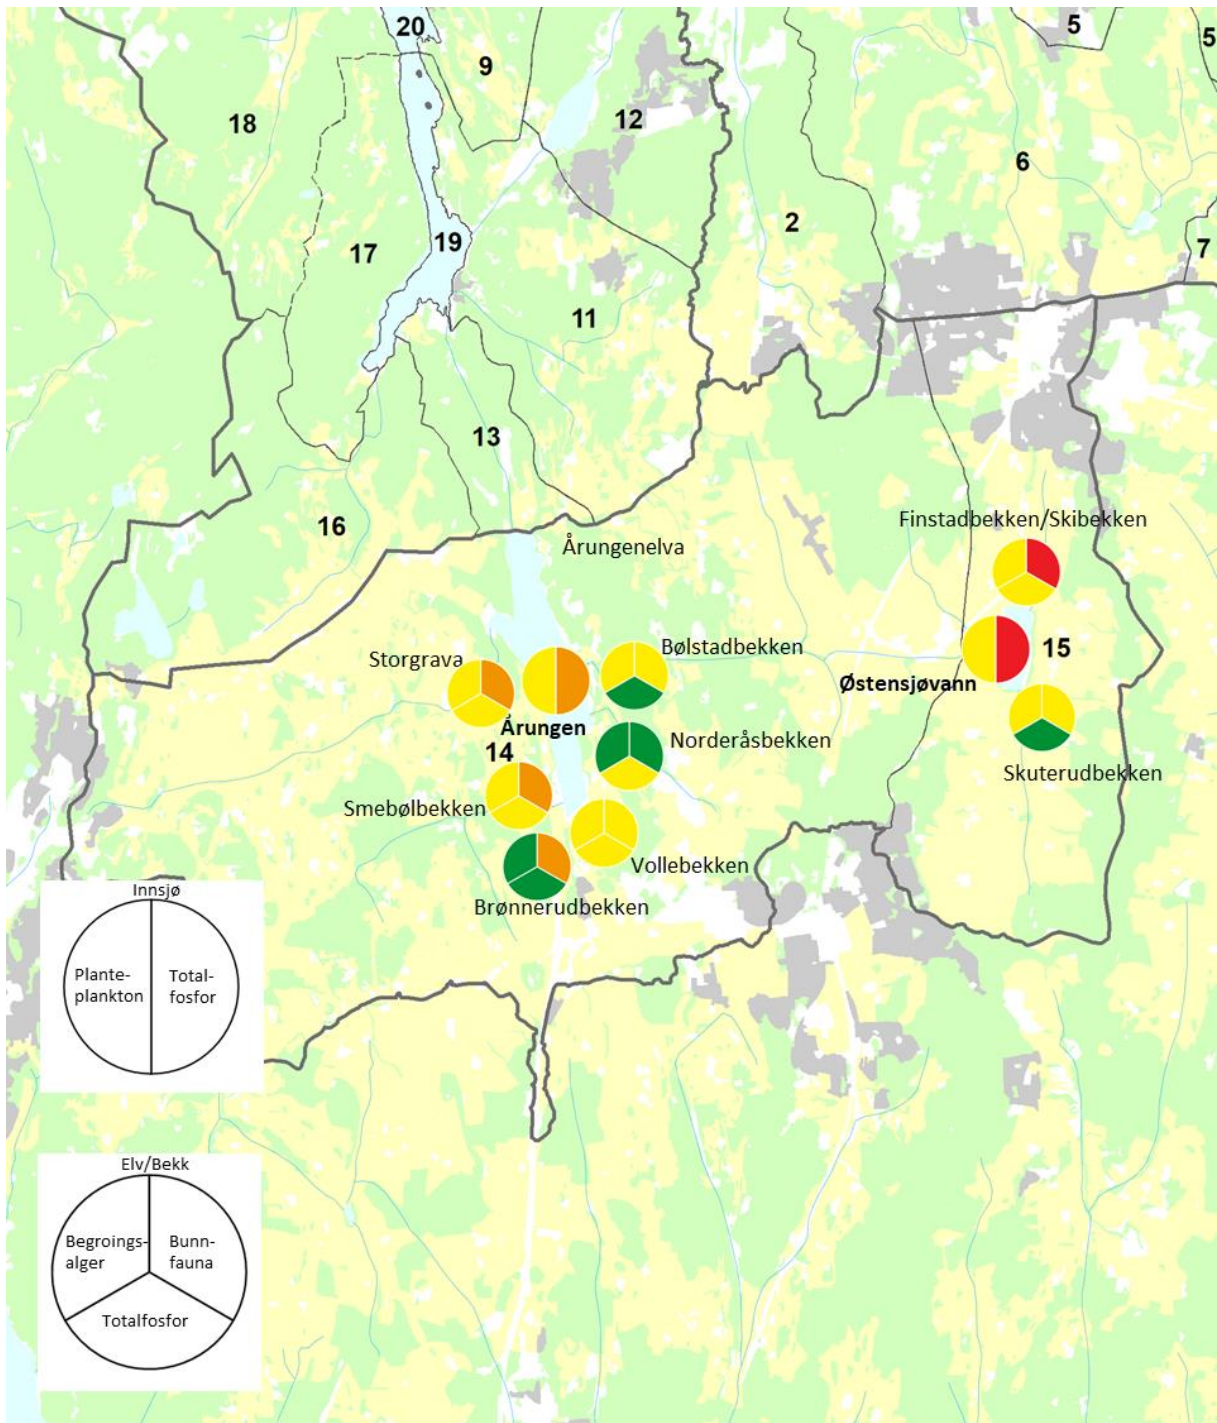 20
5
5
9
18
12
6
2
17
19
7
11
13
16
Finstadbekken/Skibekken
Årungenelva
Bølstadbekken
15
Storgrava
Østensjøvann
Årungen
Norderåsbekken
14
Skuterudbekken
Smebølbekken
Vollebekken
Brønnerudbekken
Innsjø
Plante-
plankton
Total-
fosfor
Elv/Bekk
Begroings-
alger
Bunn-
fauna
Totalfosfor